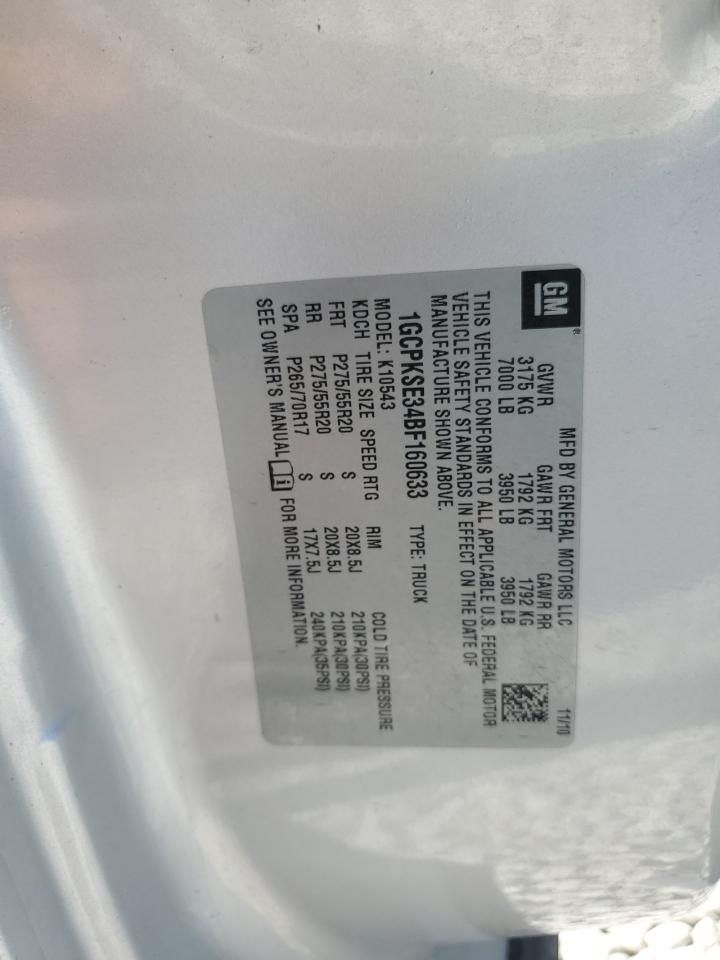 GM ®
MFD BY GENERAL MOTORS LLC 11/10
GVWR GAWR FRT GAWR RR
3175 KG 1792 KG 1792 KG
7000 LB 3950 LB 3950 LB
THIS VEHICLE CONFORMS TO ALL APPLICABLE U.S. FEDERAL MOTOR
VEHICLE SAFETY STANDARDS IN EFFECT ON THE DATE OF
MANUFACTURE SHOWN ABOVE.
1GCPKSE34BF160633 TYPE: TRUCK
MODEL: K10543
KDCH TIRE SIZE SPEED RTG RIM COLD TIRE PRESSURE
FRT P275/55R20 S 20X8.5J 210KPA(30PSI)
RR P275/55R20 S 20X8.5J 210KPA(30PSI)
SPA P265/70R17 S 17X7.5J 240KPA(35PSI)
SEE OWNER'S MANUAL i FOR MORE INFORMATION.